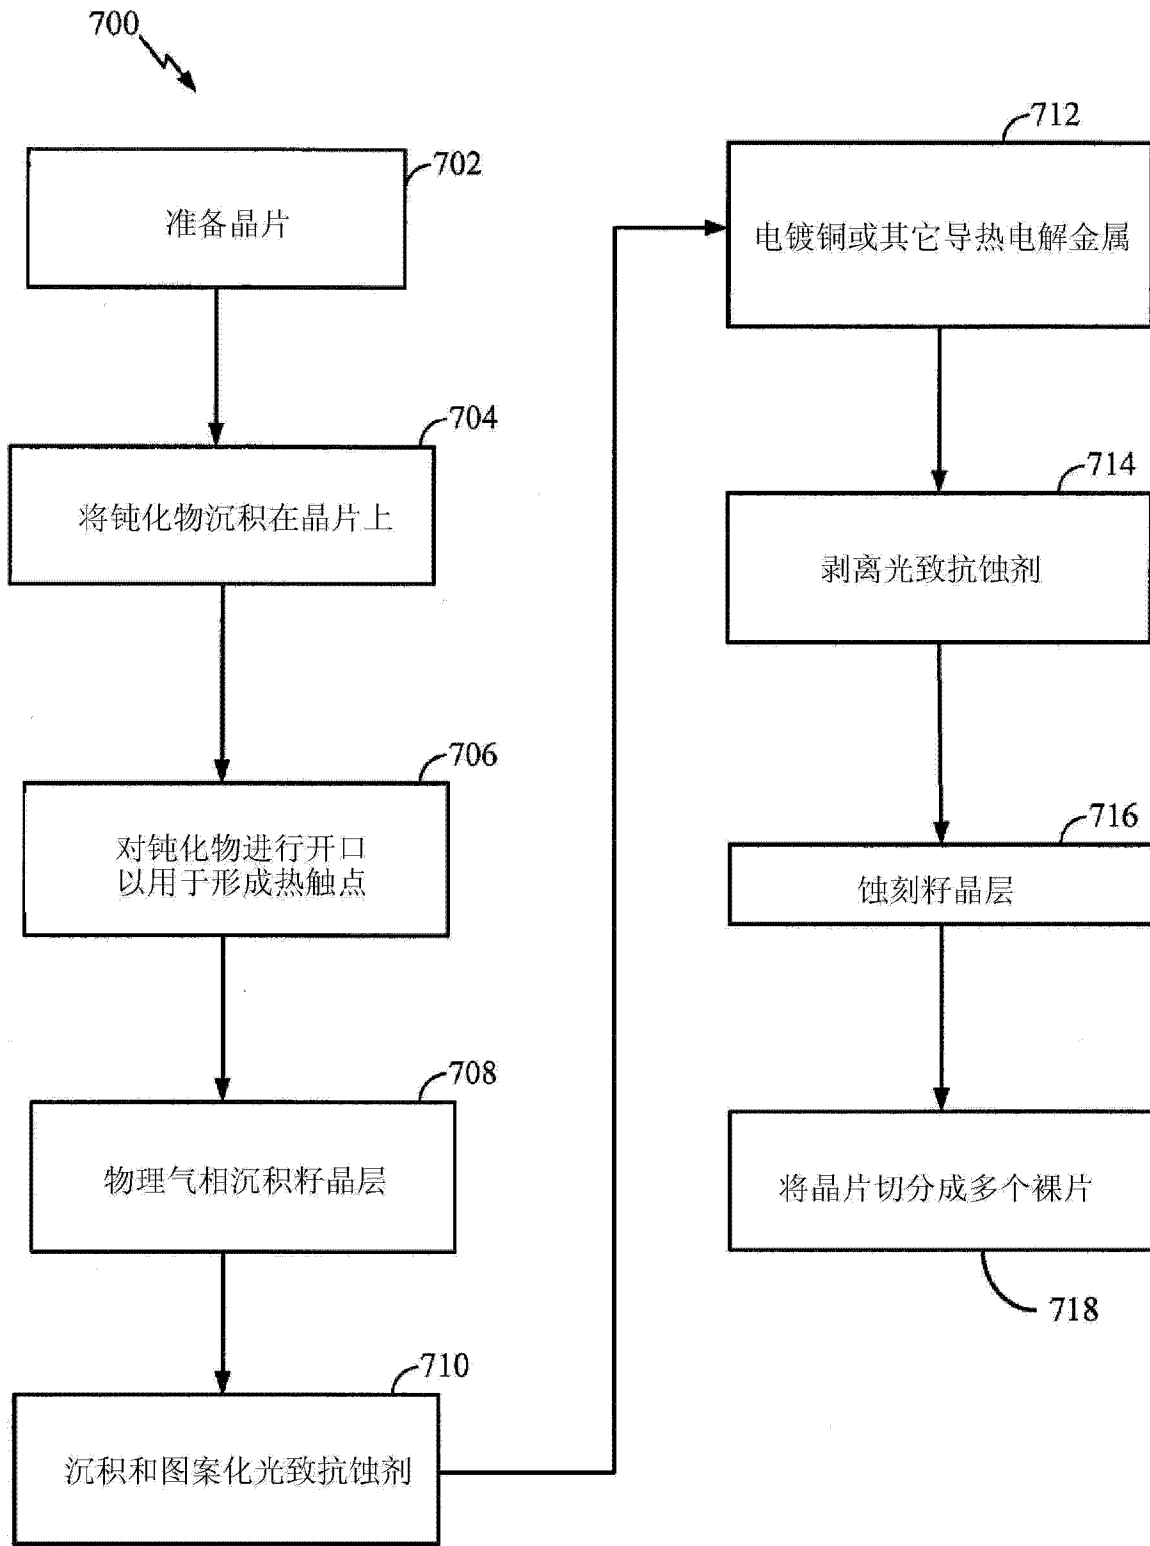 700
702
准备晶片
704
将钝化物沉积在晶片上
706
对钝化物进行开口
以用于形成热触点
708
物理气相沉积籽晶层
710
沉积和图案化光致抗蚀剂
712
电镀铜或其它导热电解金属
714
剥离光致抗蚀剂
716
蚀刻籽晶层
将晶片切分成多个裸片
718